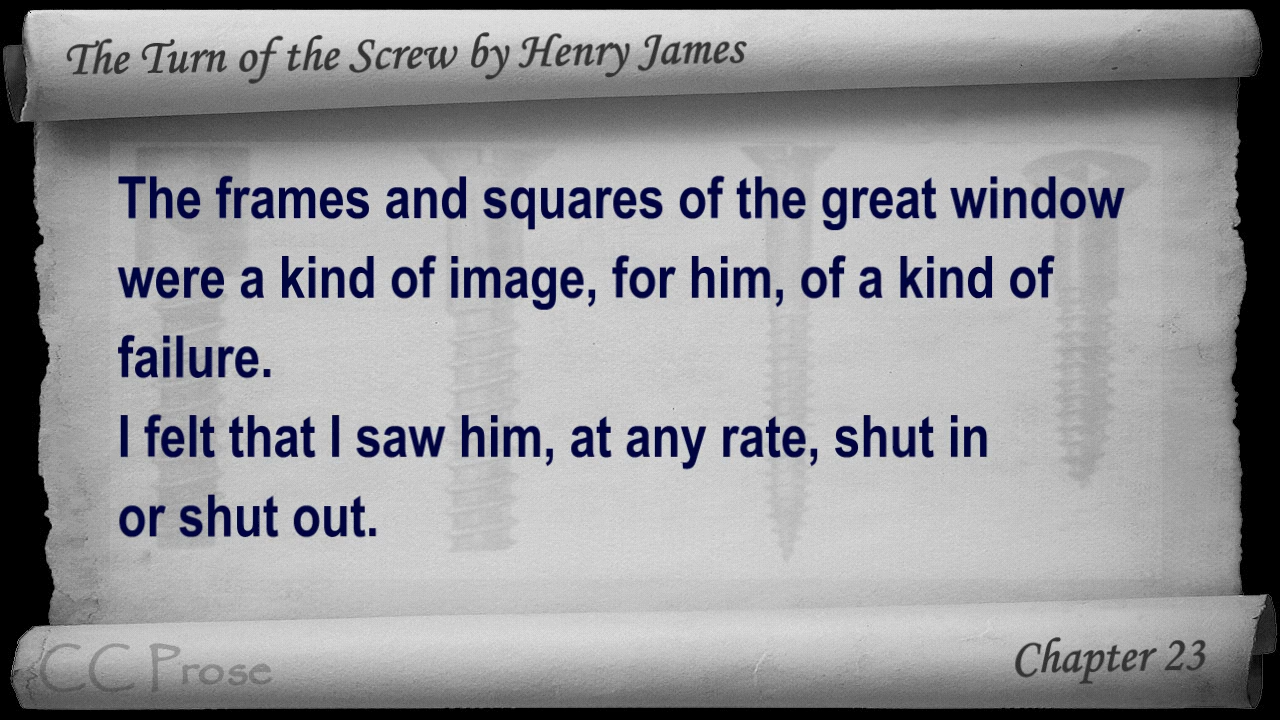 The Turn of the Screw by Henry James
The frames and squares of the great window
were a kind of image, for him, of a kind of
failure.
I felt that I saw him, at any rate, shut in
or shut out.
CC Prose
Chapter 23